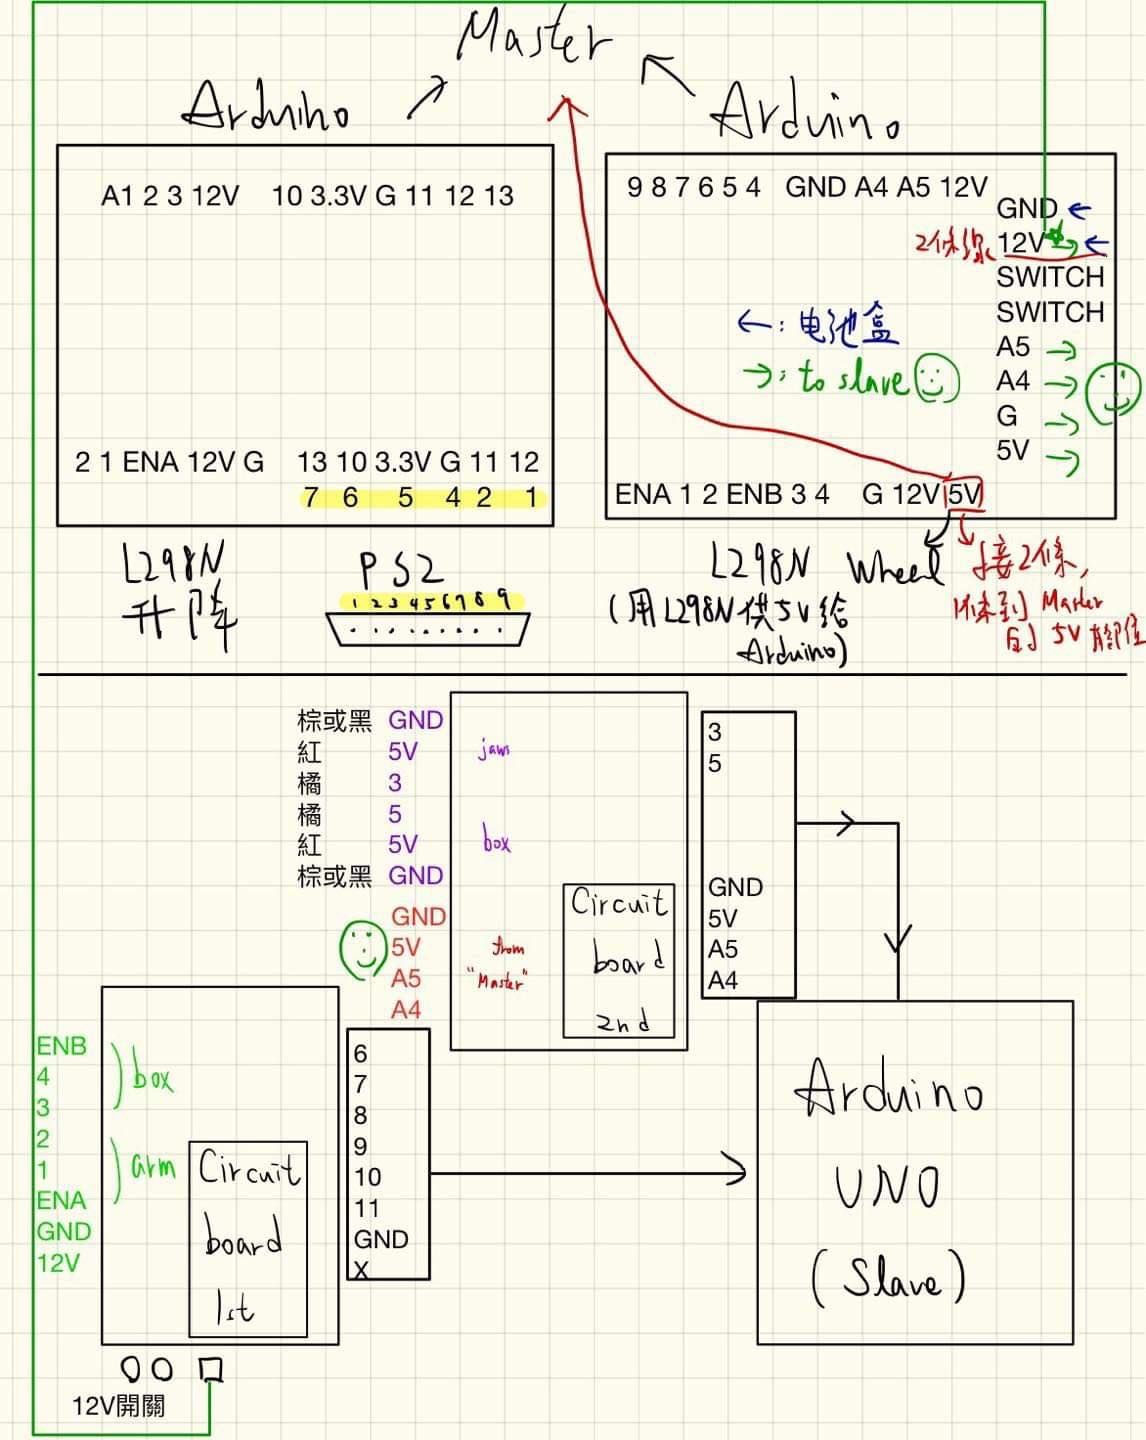 Master
Arduino
Arduino
A1 2 3 12V 10 3.3V G 11 12 13
2 1 ENA 12V G 13 10 3.3V G 11 12
7 6 5 4 2 1
L298N
升降
PS2
1 2 3 4 5 6 7 8 9
9 8 7 6 5 4 GND A4 A5 12V
GND ←
2條線 12V → ←
SWITCH
SWITCH
A5 →
A4 →
G →
5V →
←: 电池盒
→: to slave
ENA 1 2 ENB 3 4 G 12V 5V
L298N Wheel
(用L298N供5V給
Arduino)
接2條,
1條到 Master
的 5V 腳位
棕或黑 GND
紅 5V
橘 3
橘 5
紅 5V
棕或黑 GND
jaws
box
GND
5V
A5
A4
from
"Master"
Circuit
board
2nd
3
5
GND
5V
A5
A4
ENB
4
3
2
1
ENA
GND
12V
box
arm
Circuit
board
1st
6
7
8
9
10
11
GND
X
Arduino
UNO
(Slave)
12V開關